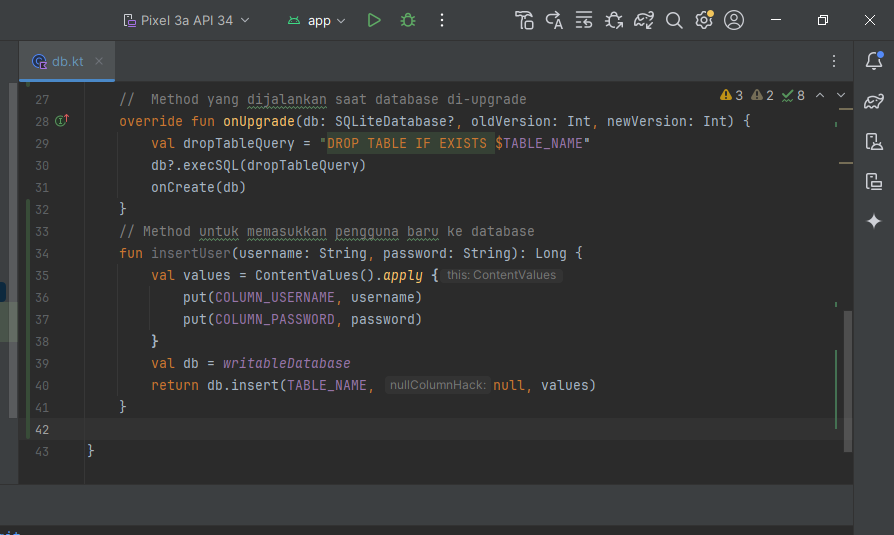 Pixel 3a API 34
app
db.kt
3 2 8
27 //  Method yang dijalankan saat database di-upgrade
28 override fun onUpgrade(db: SQLiteDatabase?, oldVersion: Int, newVersion: Int) {
29 val dropTableQuery = "DROP TABLE IF EXISTS $TABLE_NAME"
30 db?.execSQL(dropTableQuery)
31 onCreate(db)
32 }
33 // Method untuk memasukkan pengguna baru ke database
34 fun insertUser(username: String, password: String): Long {
35 val values = ContentValues().apply { this: ContentValues
36 put(COLUMN_USERNAME, username)
37 put(COLUMN_PASSWORD, password)
38 }
39 val db = writableDatabase
40 return db.insert(TABLE_NAME, nullColumnHack: null, values)
41 }
42
43 }